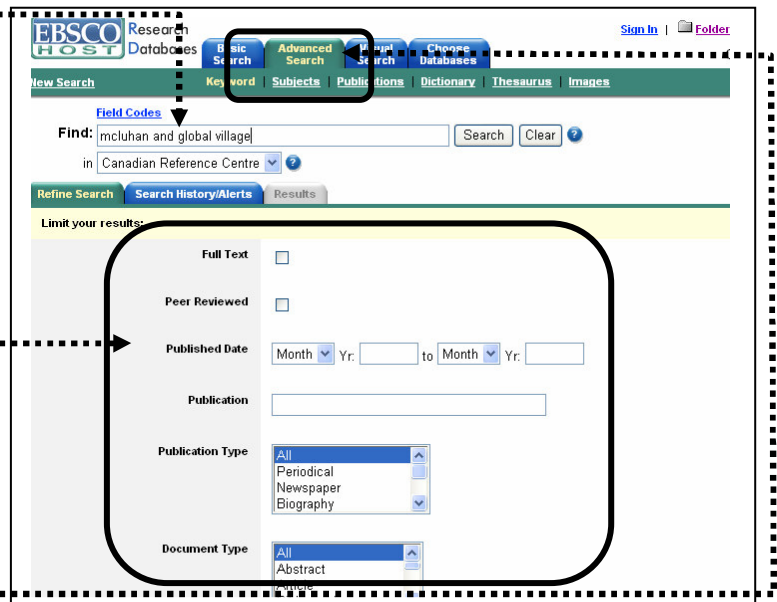 EBSCO Research
HOST Databases
Sign In | Folder
Basic Search
Advanced Search
Visual Search
Choose Databases
New Search
Keyword | Subjects | Publications | Dictionary | Thesaurus | Images
Field Codes
Find: mcluhan and global village Search Clear ?
in Canadian Reference Centre ?
Refine Search Search History/Alerts Results
Limit your results:
Full Text
Peer Reviewed
Published Date Month Yr: to Month Yr:
Publication
Publication Type All
Periodical
Newspaper
Biography
Document Type All
Abstract
Article